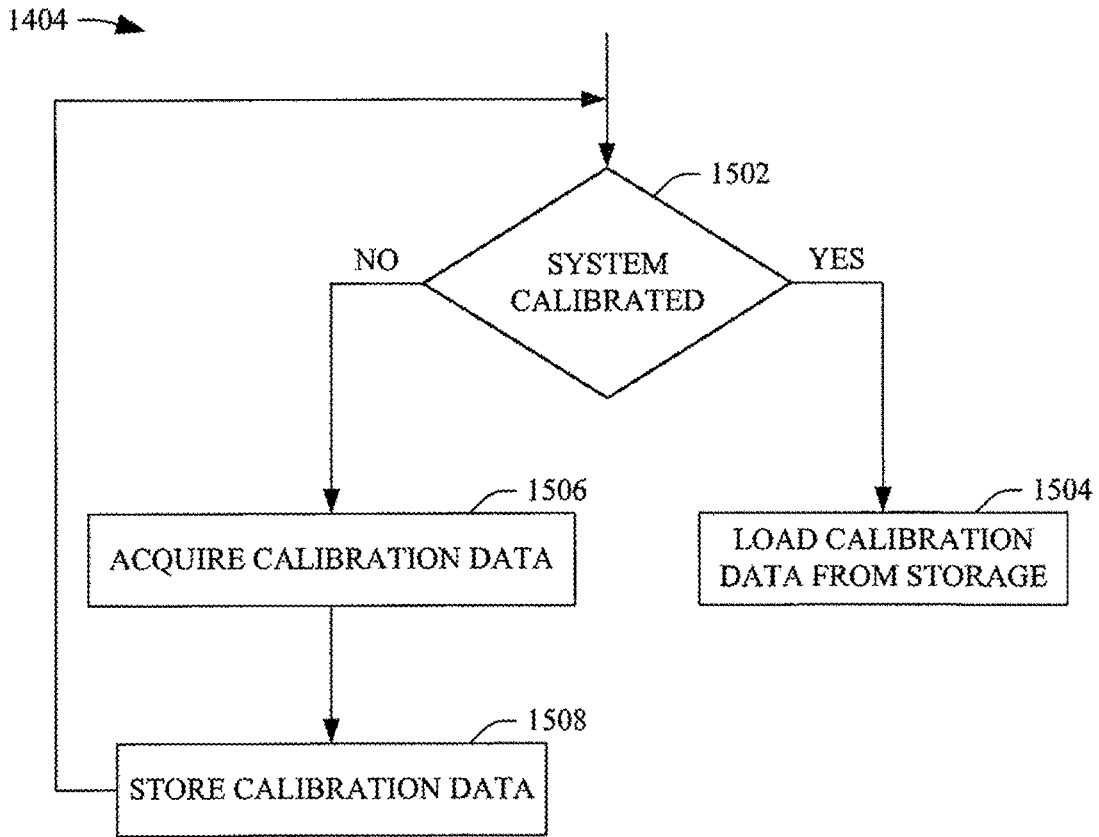 1404
1502
NO
SYSTEM
CALIBRATED
YES
1506
ACQUIRE CALIBRATION DATA
1504
LOAD CALIBRATION
DATA FROM STORAGE
1508
STORE CALIBRATION DATA